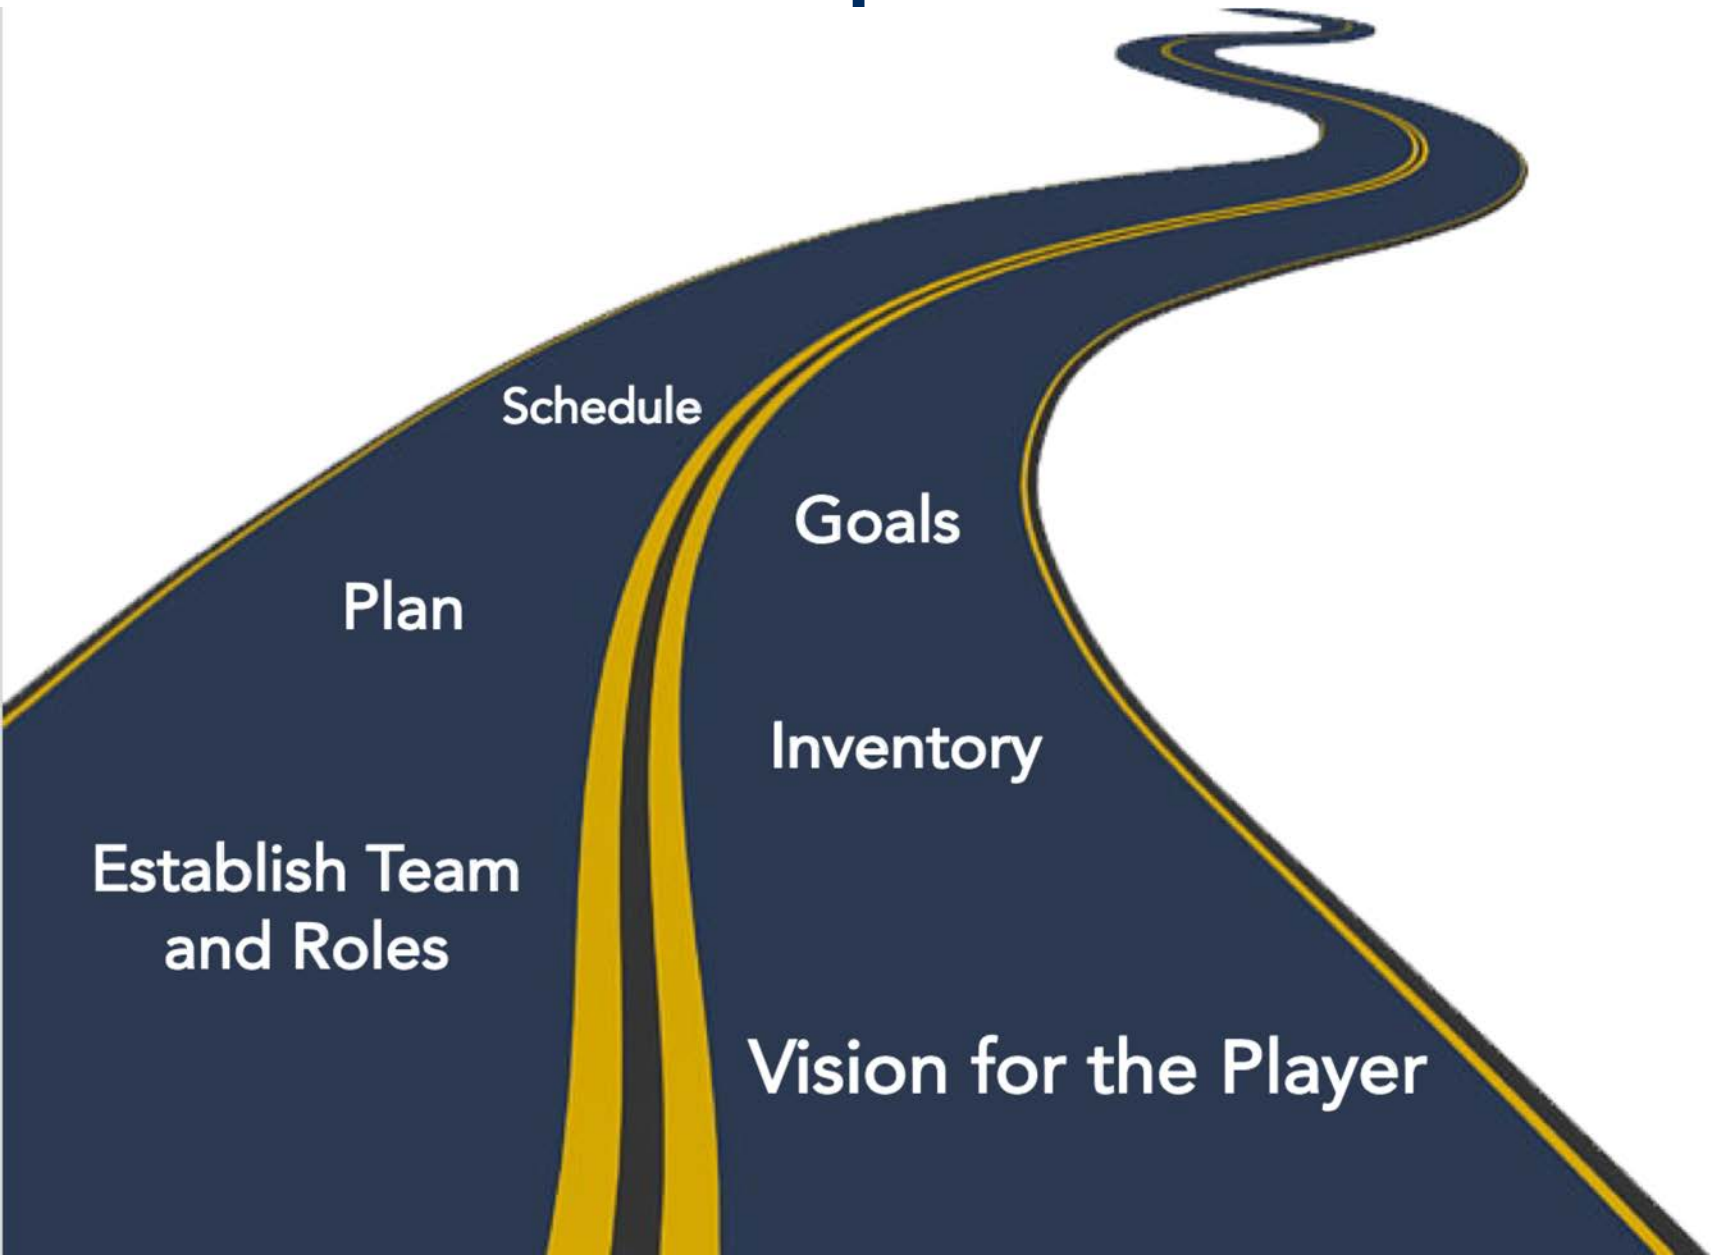 Schedule
Goals
Plan
Inventory
Establish Team
and Roles
Vision for the Player